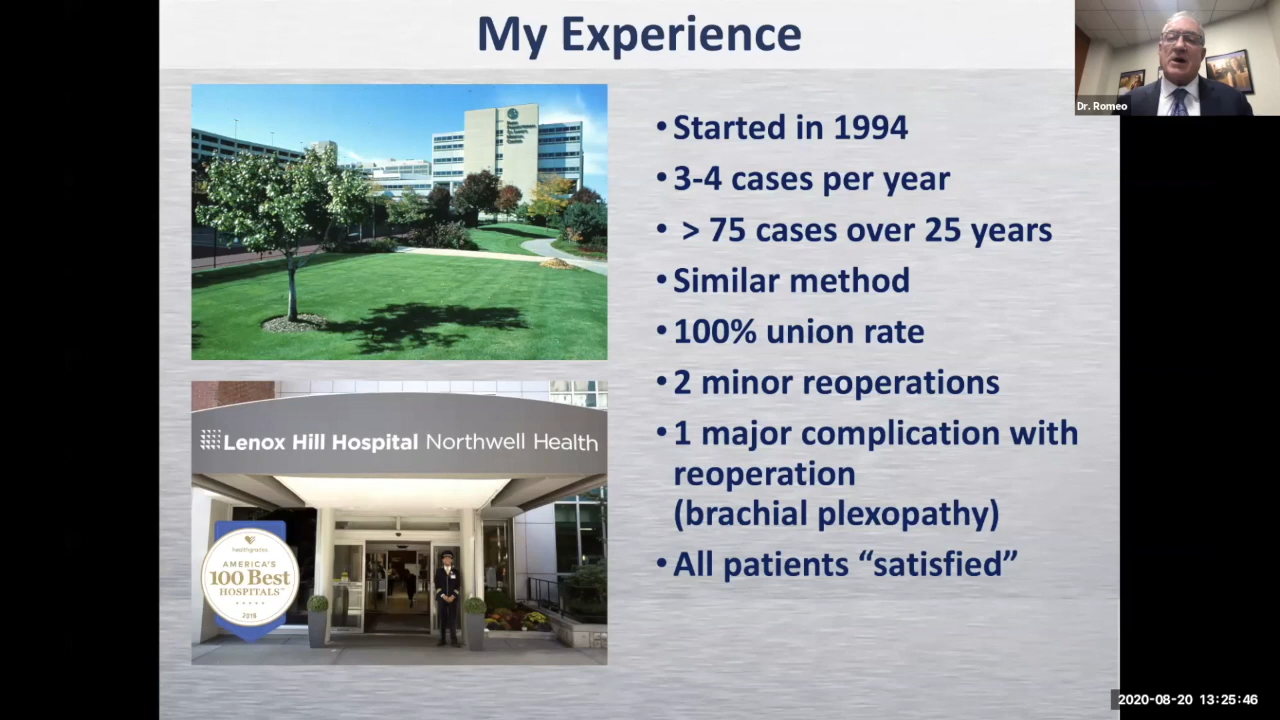 My Experience
Dr. Romeo
• Started in 1994
• 3-4 cases per year
• > 75 cases over 25 years
• Similar method
• 100% union rate
• 2 minor reoperations
• 1 major complication with
reoperation
(brachial plexopathy)
• All patients “satisfied”
Lenox Hill Hospital Northwell Health
healthgrades
AMERICA'S
100 Best
HOSPITALS™
2020-08-20 13:25:46